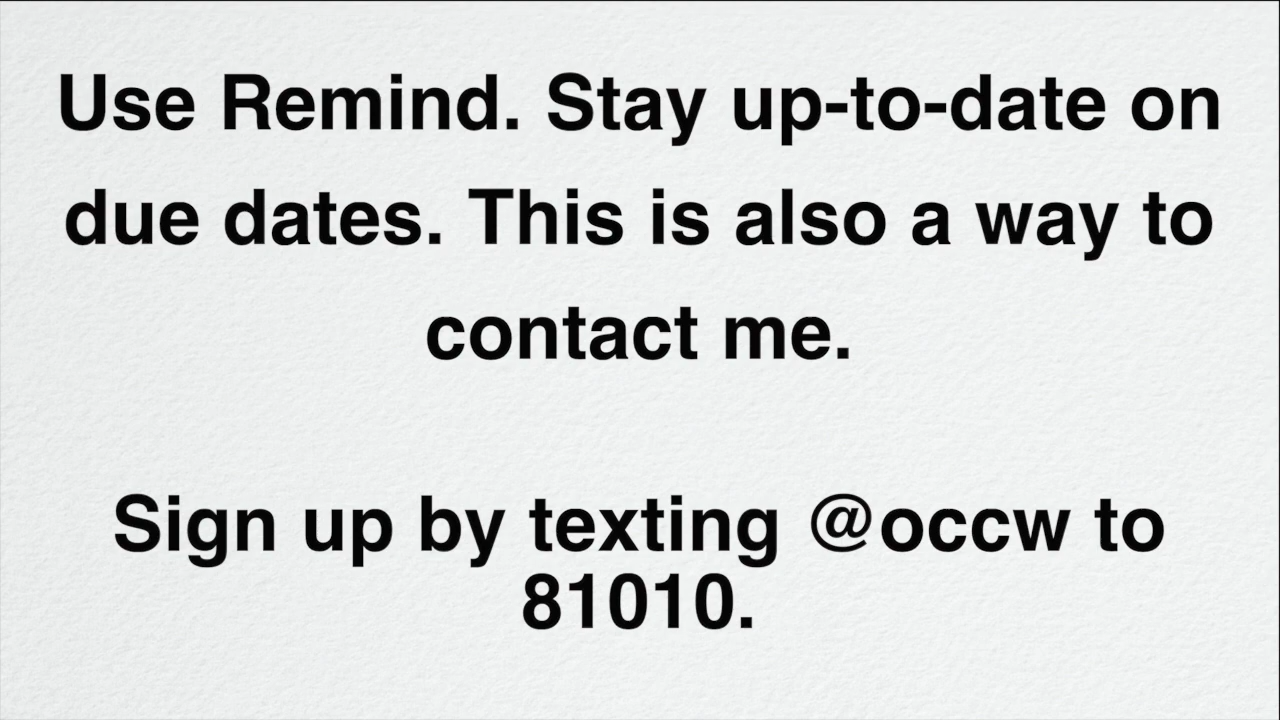 Use Remind. Stay up-to-date on
due dates. This is also a way to
contact me.
Sign up by texting @occw to
81010.